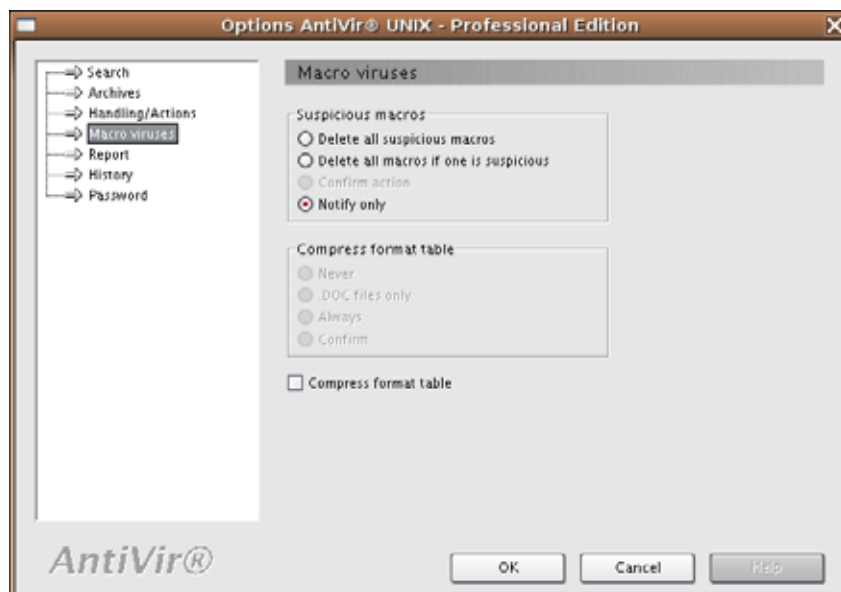 Options AntiVir® UNIX - Professional Edition
Search
Archives
Handling/Actions
Macro viruses
Report
History
Password
Macro viruses
Suspicious macros
Delete all suspicious macros
Delete all macros if one is suspicious
Confirm action
Notify only
Compress format table
Never
.DOC files only
Always
Confirm
Compress format table
AntiVir®
OK
Cancel
Help